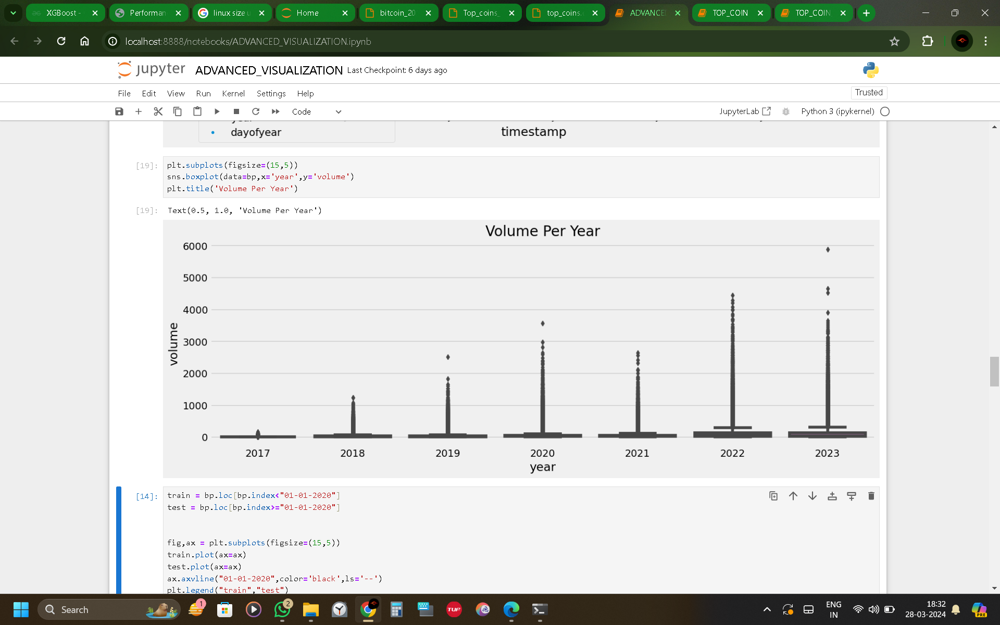 XGBoost -
Performan
linux size u
Home
bitcoin_20
Top_coins_
top_coins.c
ADVANCE
TOP_COIN
TOP_COIN
localhost:8888/notebooks/ADVANCED_VISUALIZATION.ipynb
jupyter ADVANCED_VISUALIZATION Last Checkpoint: 6 days ago
File Edit View Run Kernel Settings Help Trusted
Code JupyterLab Python 3 (ipykernel)
dayofyear
timestamp
[19]: plt.subplots(figsize=(15,5))
sns.boxplot(data=bp,x='year',y='volume')
plt.title('Volume Per Year')
[19]: Text(0.5, 1.0, 'Volume Per Year')
Volume Per Year
6000
5000
4000
3000
2000
1000
0
volume
2017 2018 2019 2020 2021 2022 2023
year
[14]: train = bp.loc[bp.index<"01-01-2020"]
test = bp.loc[bp.index>="01-01-2020"]
fig,ax = plt.subplots(figsize=(15,5))
train.plot(ax=ax)
test.plot(ax=ax)
ax.axvline("01-01-2020",color='black',ls='--')
plt.legend("train","test")
Search
1
2
TUF
ENG
IN
18:32
28-03-2024
PRE